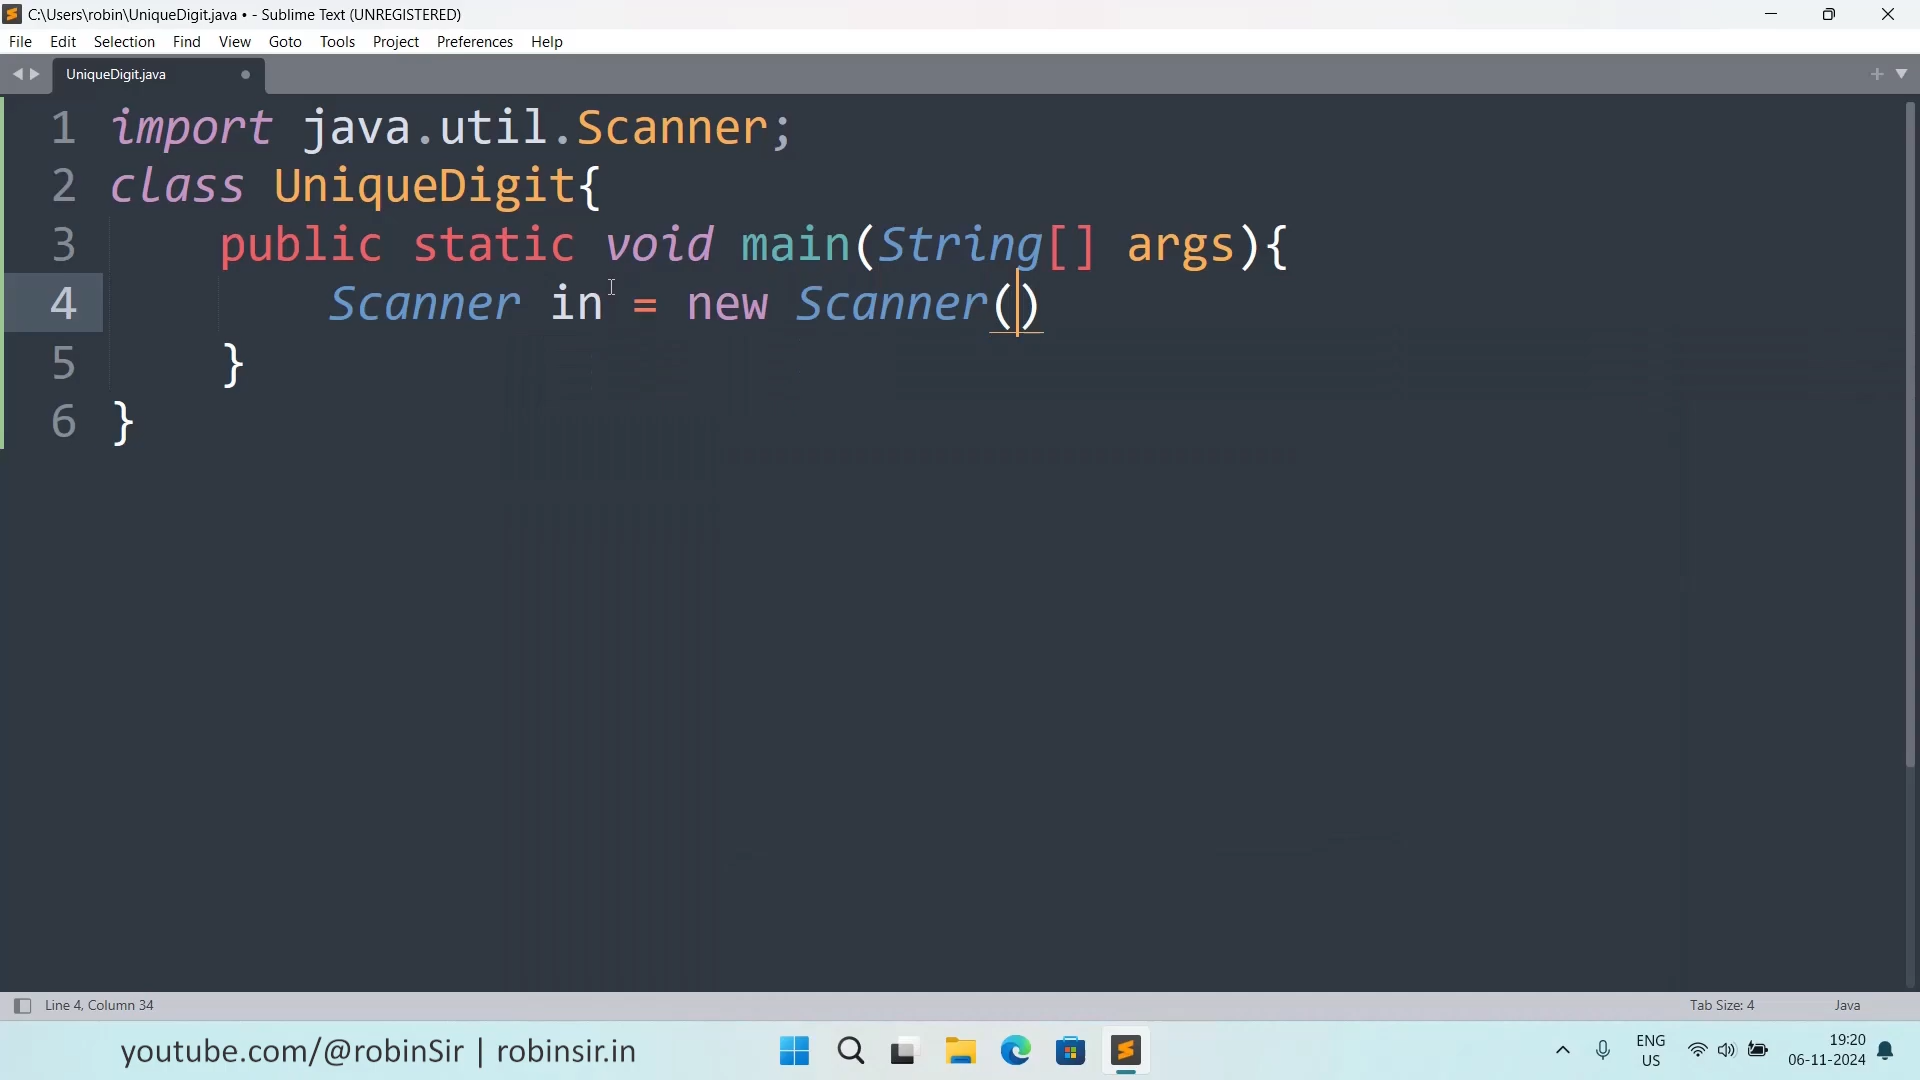 C:\Users\robin\UniqueDigit.java • - Sublime Text (UNREGISTERED)
File Edit Selection Find View Goto Tools Project Preferences Help
UniqueDigit.java
1 import java.util.Scanner;
2 class UniqueDigit{
3 public static void main(String[] args){
4 Scanner in = new Scanner()
5 }
6 }
Line 4, Column 34 Tab Size: 4 Java
youtube.com/@robinSir | robinsir.in
ENG
US
19:20
06-11-2024